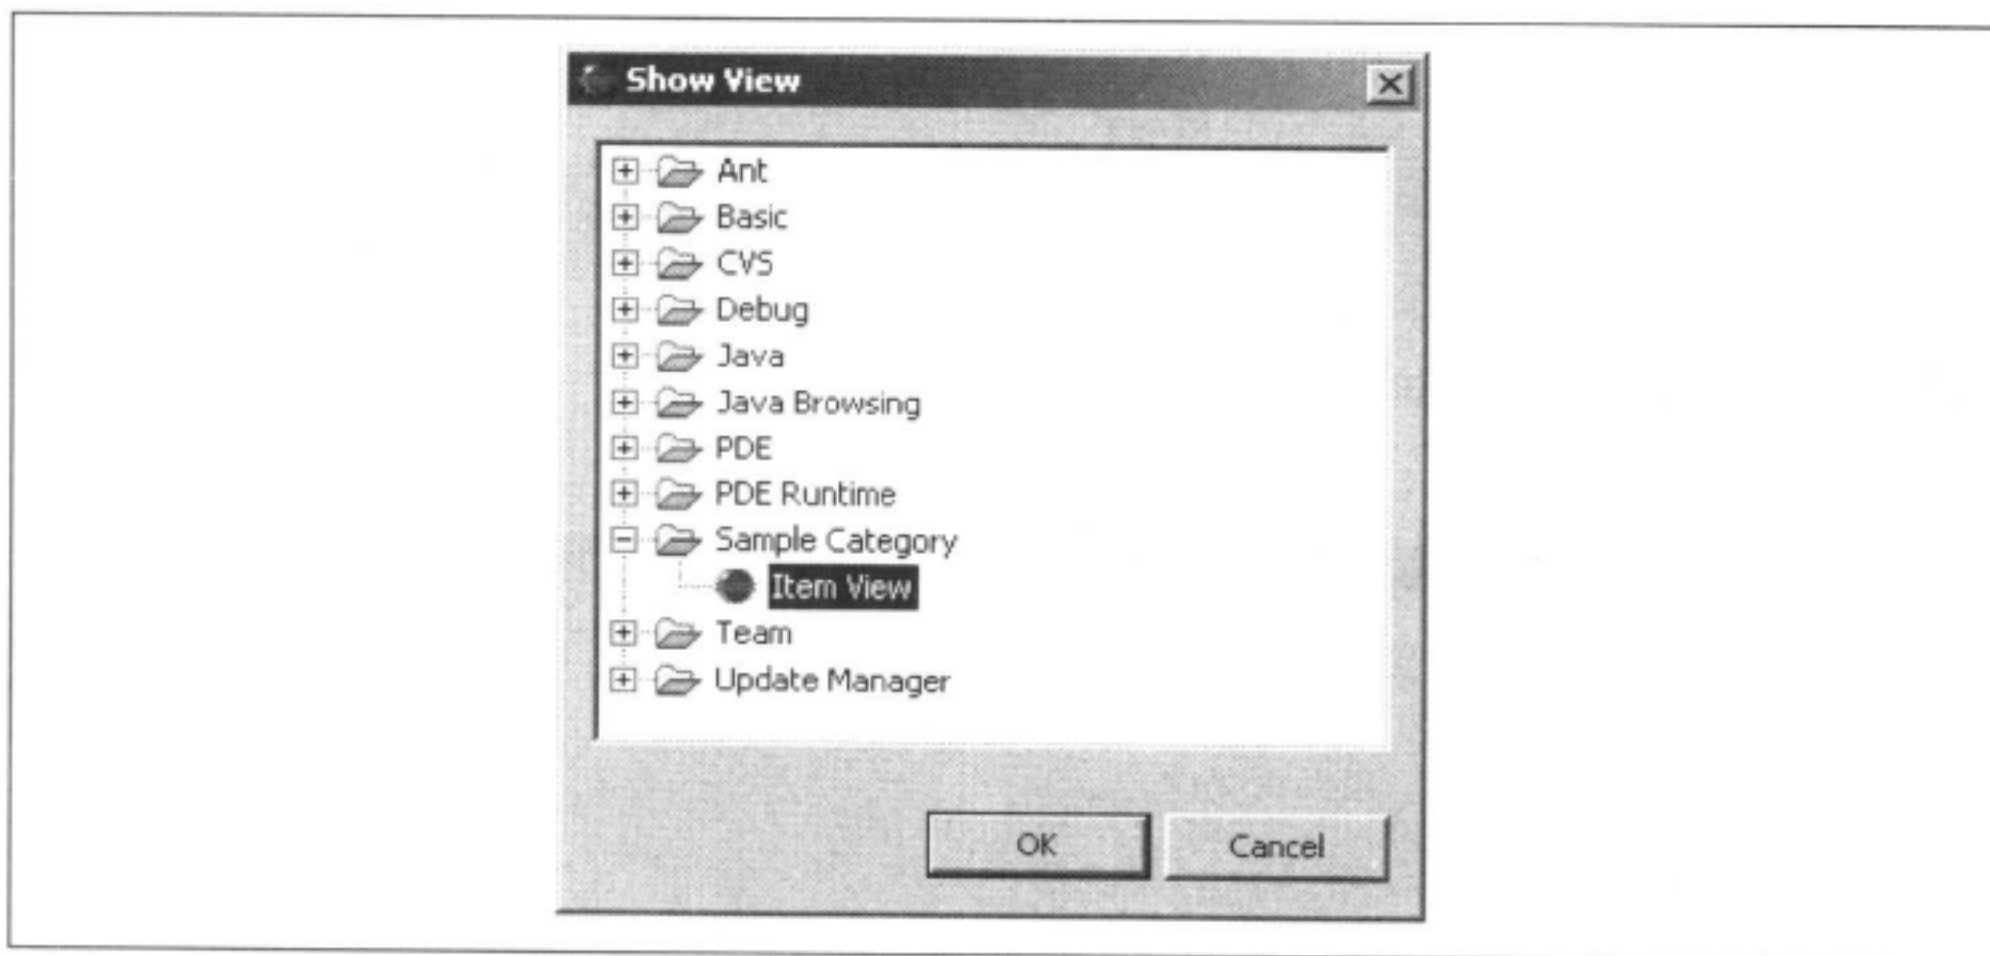 Show View
Ant
Basic
CVS
Debug
Java
Java Browsing
PDE
PDE Runtime
Sample Category
Item View
Team
Update Manager
OK
Cancel